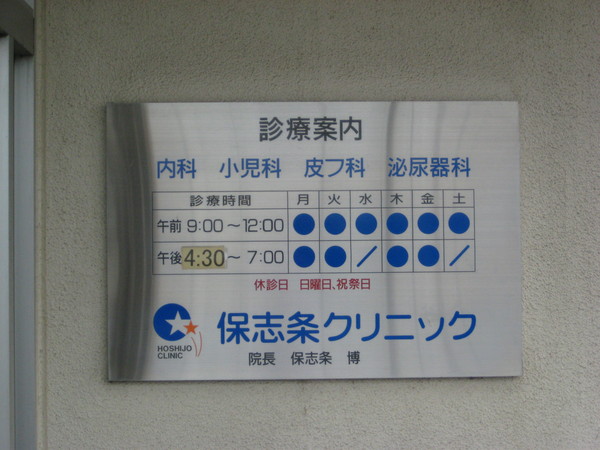 診療案内
内科 小児科 皮フ科 泌尿器科
診療時間 月 火 水 木 金 土
午前 9:00～12:00 ● ● ● ● ● ●
午後 4:30～7:00 ● ● ／ ● ● ／
休診日 日曜日、祝祭日
保志条クリニック
HOSHIJO
CLINIC
院長 保志条 博